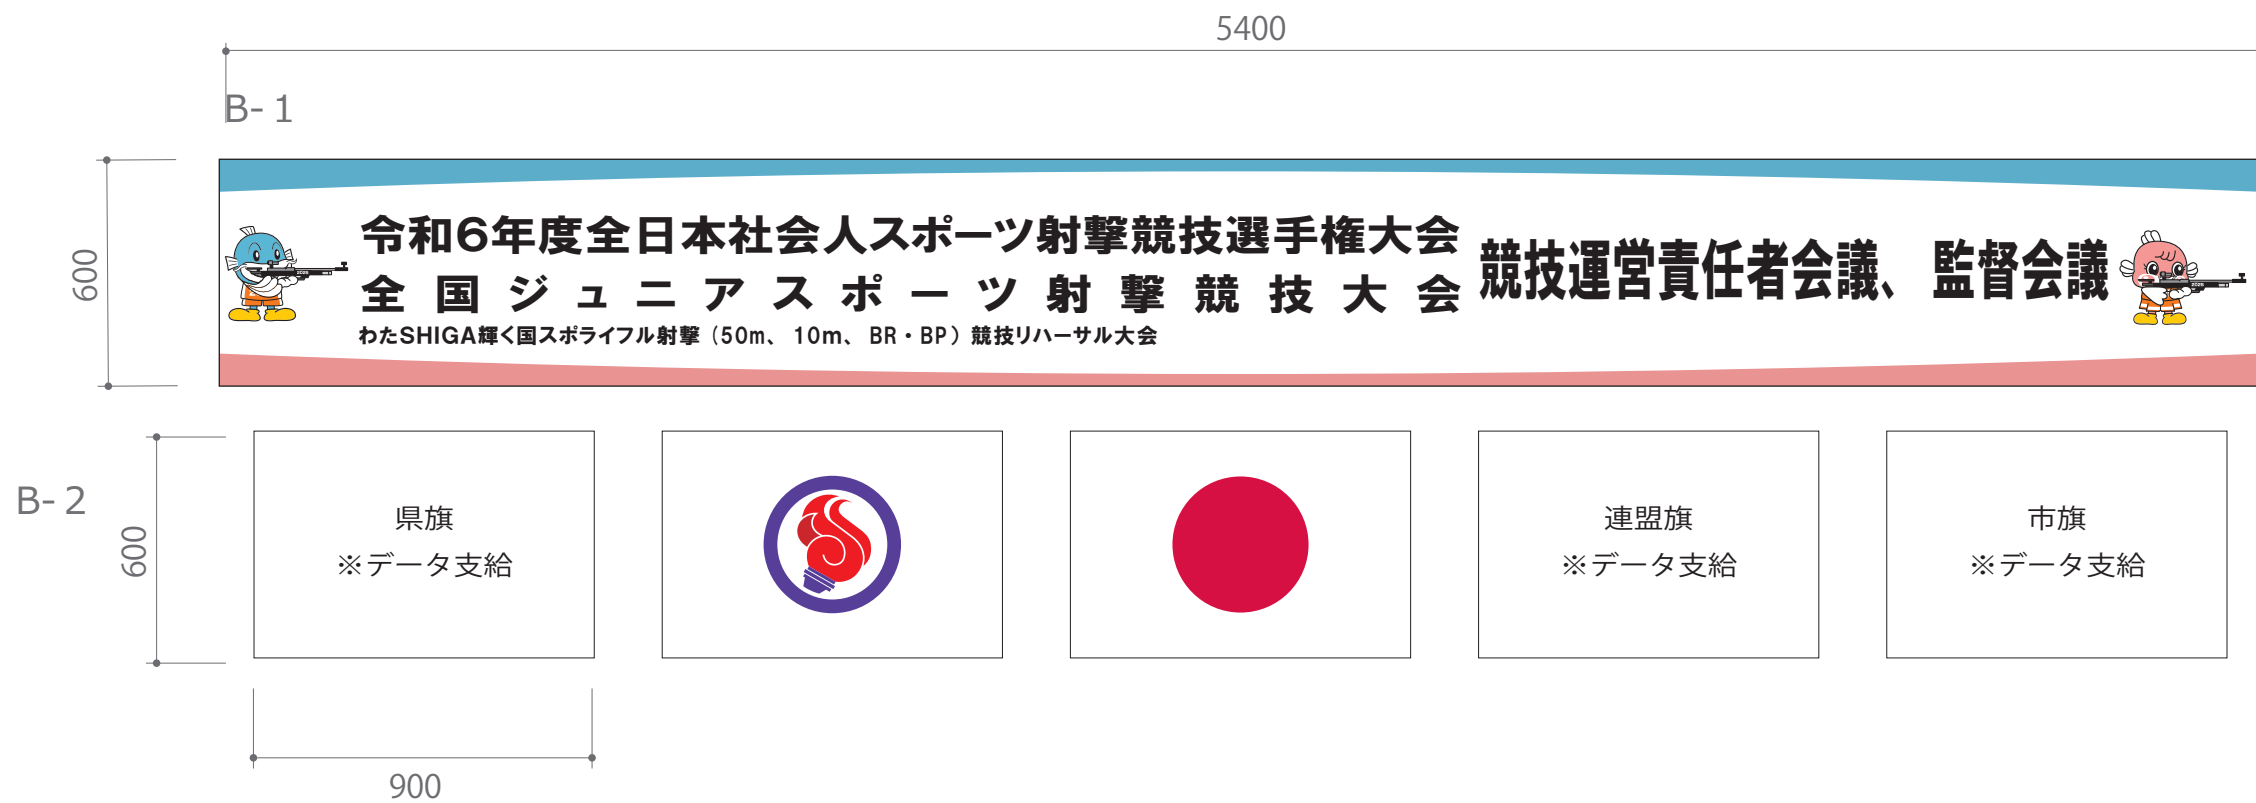 5400
B-1
600
令和6年度全日本社会人スポーツ射撃競技選手権大会
全国ジュニアスポーツ射撃競技大会
わたSHIGA輝く国スポライフル射撃（50m、10m、BR・BP）競技リハーサル大会
競技運営責任者会議、監督会議
2025
2025
B-2
600
県旗
※データ支給
連盟旗
※データ支給
市旗
※データ支給
900